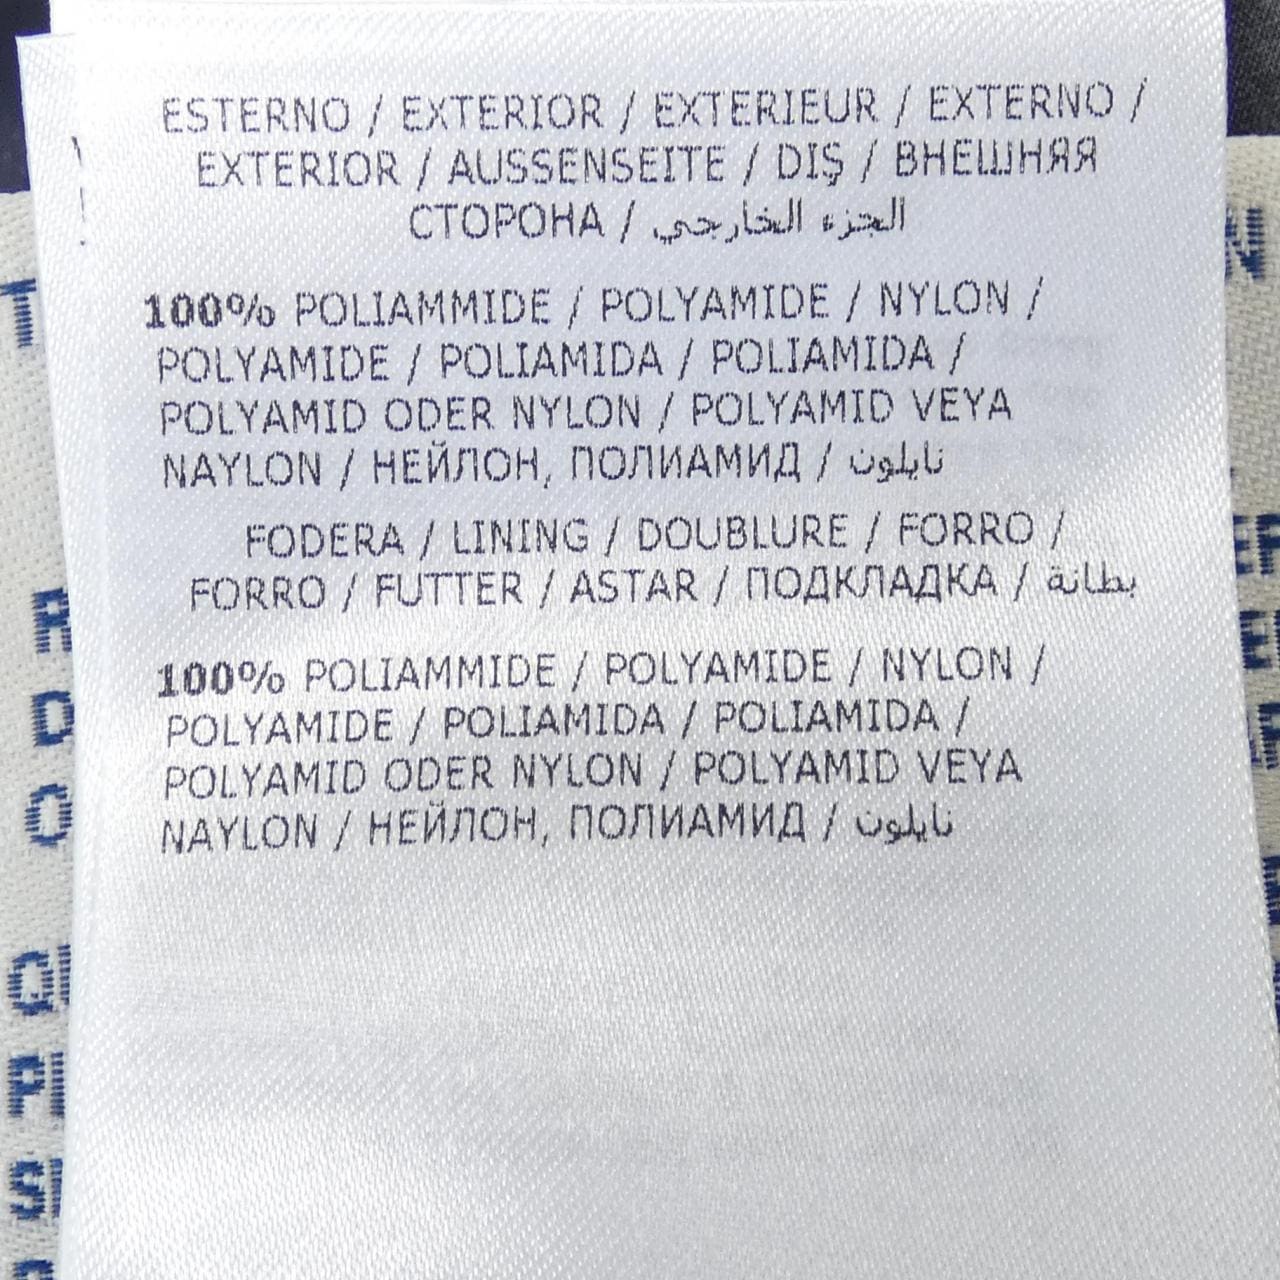 ESTERNO / EXTERIOR / EXTERIEUR / EXTERNO /
EXTERIOR / AUSSENSEITE / DIŞ / ВНЕШНЯЯ
СТОРОНА / الجزء الخارجي
100% POLIAMMIDE / POLYAMIDE / NYLON /
POLYAMIDE / POLIAMIDA / POLIAMIDA /
POLYAMID ODER NYLON / POLYAMID VEYA
NAYLON / НЕЙЛОН, ПОЛИАМИД / نايلون
FODERA / LINING / DOUBLURE / FORRO /
FORRO / FUTTER / ASTAR / ПОДКЛАДКА / بطانة
100% POLIAMMIDE / POLYAMIDE / NYLON /
POLYAMIDE / POLIAMIDA / POLIAMIDA /
POLYAMID ODER NYLON / POLYAMID VEYA
NAYLON / НЕЙЛОН, ПОЛИАМИД / نايلون